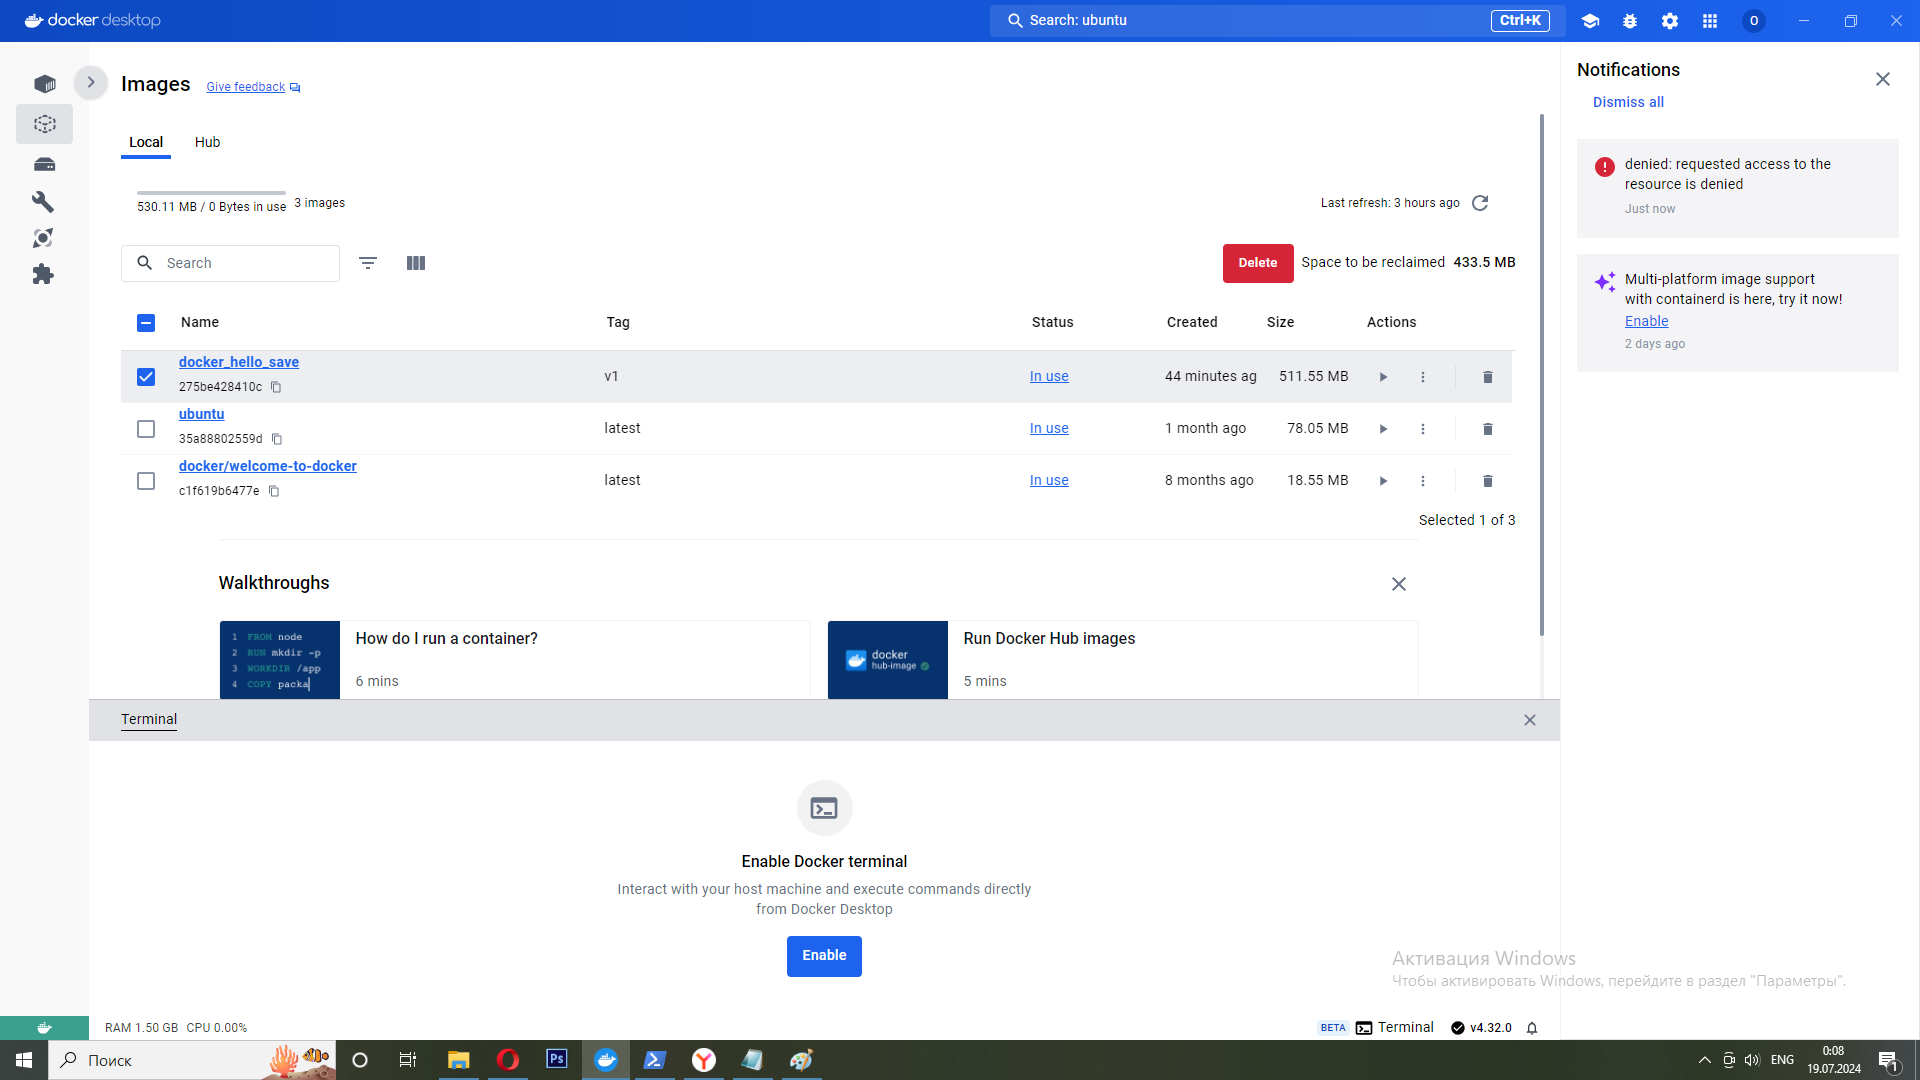 docker desktop
Search: ubuntu
Ctrl+K
O
Images
Give feedback
Local
Hub
530.11 MB / 0 Bytes in use
3 images
Last refresh: 3 hours ago
Search
Delete
Space to be reclaimed 433.5 MB
Name
Tag
Status
Created
Size
Actions
docker_hello_save
275be428410c
v1
In use
44 minutes ag
511.55 MB
ubuntu
35a88802559d
latest
In use
1 month ago
78.05 MB
docker/welcome-to-docker
c1f619b6477e
latest
In use
8 months ago
18.55 MB
Selected 1 of 3
Walkthroughs
1 FROM node
2 RUN mkdir -p
3 WORKDIR /app
4 COPY packa
How do I run a container?
6 mins
docker
hub-image
Run Docker Hub images
5 mins
Terminal
Enable Docker terminal
Interact with your host machine and execute commands directly
from Docker Desktop
Enable
Notifications
Dismiss all
denied: requested access to the
resource is denied
Just now
Multi-platform image support
with containerd is here, try it now!
Enable
2 days ago
Активация Windows
Чтобы активировать Windows, перейдите в раздел "Параметры".
RAM 1.50 GB CPU 0.00%
BETA
Terminal
v4.32.0
Поиск
Ps
ENG
0:08
19.07.2024
1